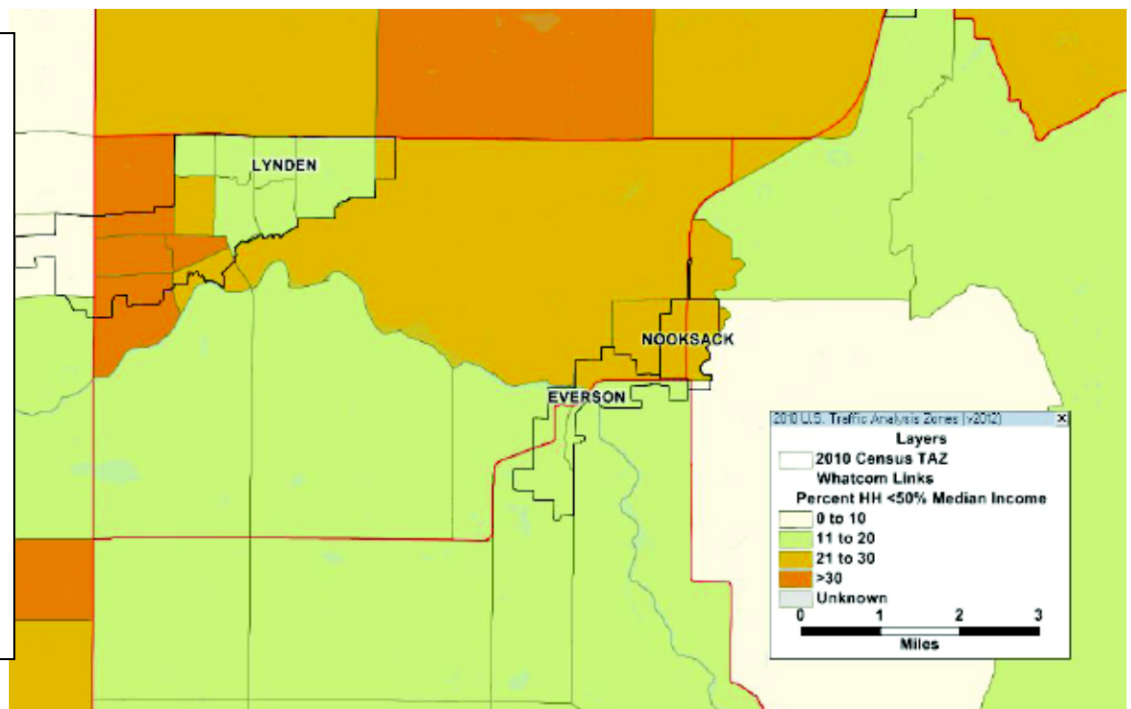 LYNDEN
NOOKSACK
EVERSON
2010 U.S. Traffic Analysis Zones (v2012)
X
Layers
2010 Census TAZ
Whatcom Links
Percent HH <50% Median Income
0 to 10
11 to 20
21 to 30
>30
Unknown
0 1 2 3
Miles